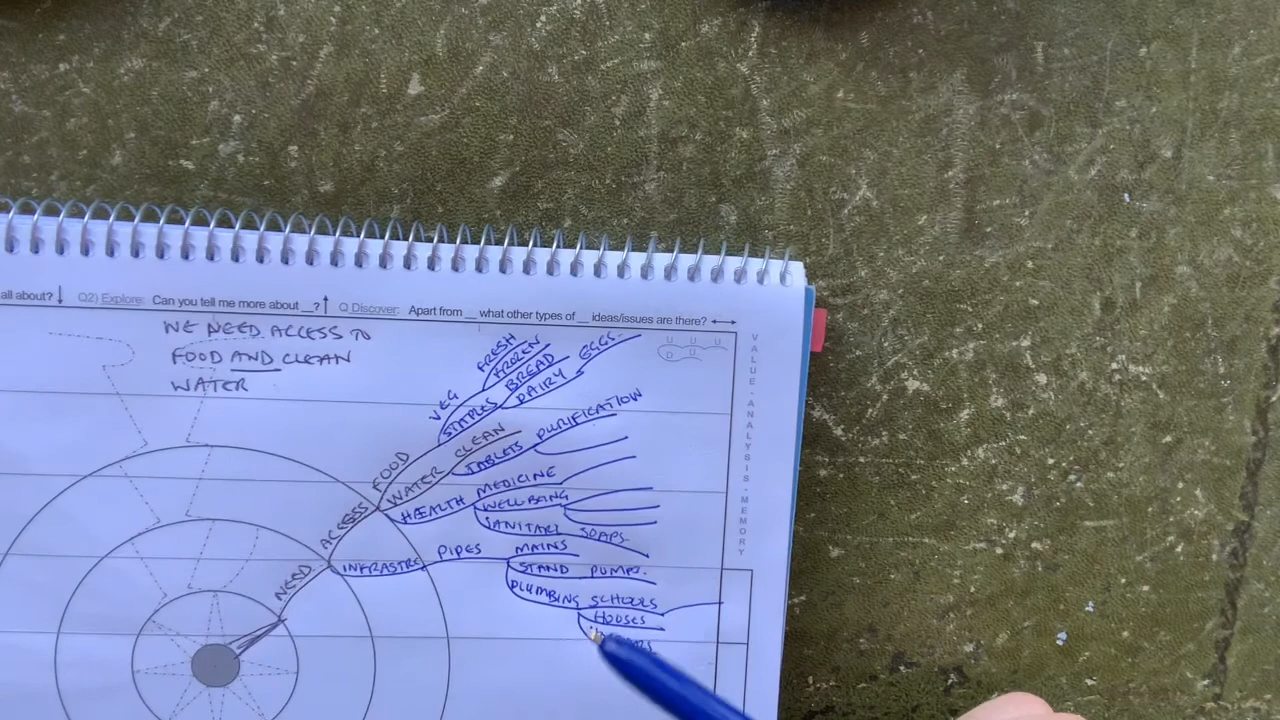 all about?↓ Q2) Explore: Can you tell me more about __?↑ Q Discover: Apart from __ what other types of __ ideas/issues are there? ↔
WE NEED ACCESS TO
FOOD AND CLEAN
WATER
U U U
D U
VALUE-ANALYSIS-MEMORY
NEED
ACCESS
FOOD
VEG
FRESH
FROZEN
STAPLES
BREAD
DAIRY
EGGS.
WATER
CLEAN
TABLETS
PURIFICATION
HEALTH
MEDICINE
WELLBEING
SANITARY
SOAPS
INFRASTRC
PIPES
MAINS
STAND PUMPS.
PLUMBING
SCHOOLS
HOUSES